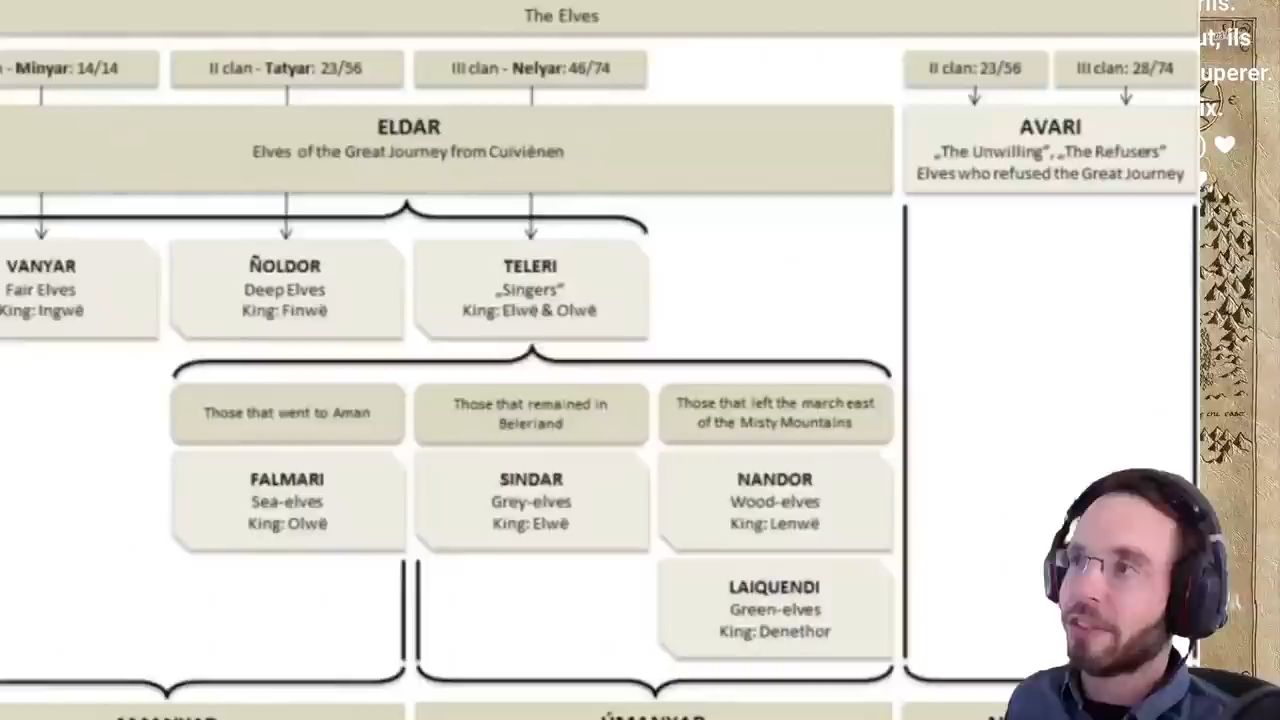 The Elves
- Minyar: 14/14
II clan - Tatyar: 23/56
III clan - Nelyar: 46/74
II clan: 23/56
III clan: 28/74
ELDAR
Elves of the Great Journey from Cuiviénen
AVARI
„The Unwilling“, „The Refusers“
Elves who refused the Great Journey
VANYAR
Fair Elves
King: Ingwë
ÑOLDOR
Deep Elves
King: Finwë
TELERI
„Singers“
King: Elwë & Olwë
Those that went to Aman
Those that remained in
Beleriand
Those that left the march east
of the Misty Mountains
FALMARI
Sea-elves
King: Olwë
SINDAR
Grey-elves
King: Elwë
NANDOR
Wood-elves
King: Lenwë
LAIQUENDI
Green-elves
King: Denethor
ils
uperer.